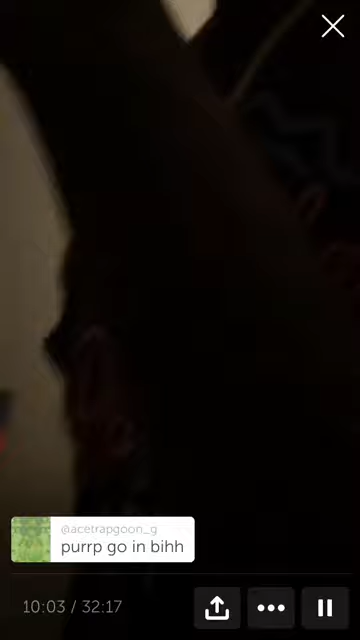 @acetrapgoon_g
purrp go in bihh
10:03 / 32:17